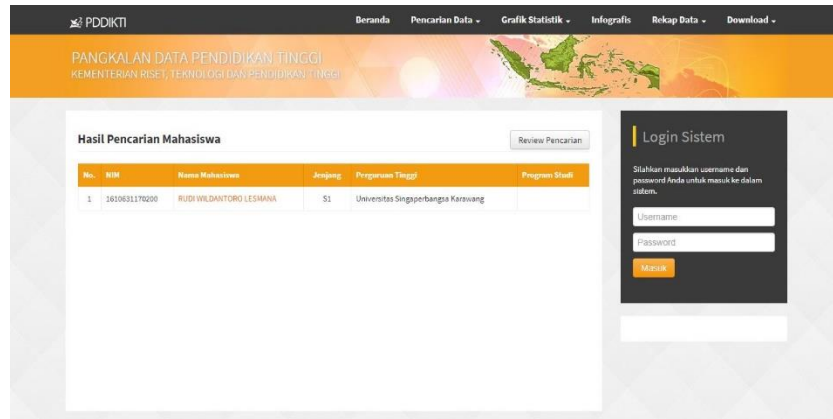 PDDIKTI
Beranda Pencarian Data Grafik Statistik Infografis Rekap Data Download
PANGKALAN DATA PENDIDIKAN TINGGI
KEMENTERIAN RISET, TEKNOLOGI DAN PENDIDIKAN TINGGI
Hasil Pencarian Mahasiswa
Review Pencarian
No. NIM Nama Mahasiswa Jenjang Perguruan Tinggi Program Studi
1 1610631170200 RUDI WILDANTORO LESMANA S1 Universitas Singaperbangsa Karawang
Login Sistem
Silahkan masukkan username dan
password Anda untuk masuk ke dalam
sistem.
Username
Password
Masuk